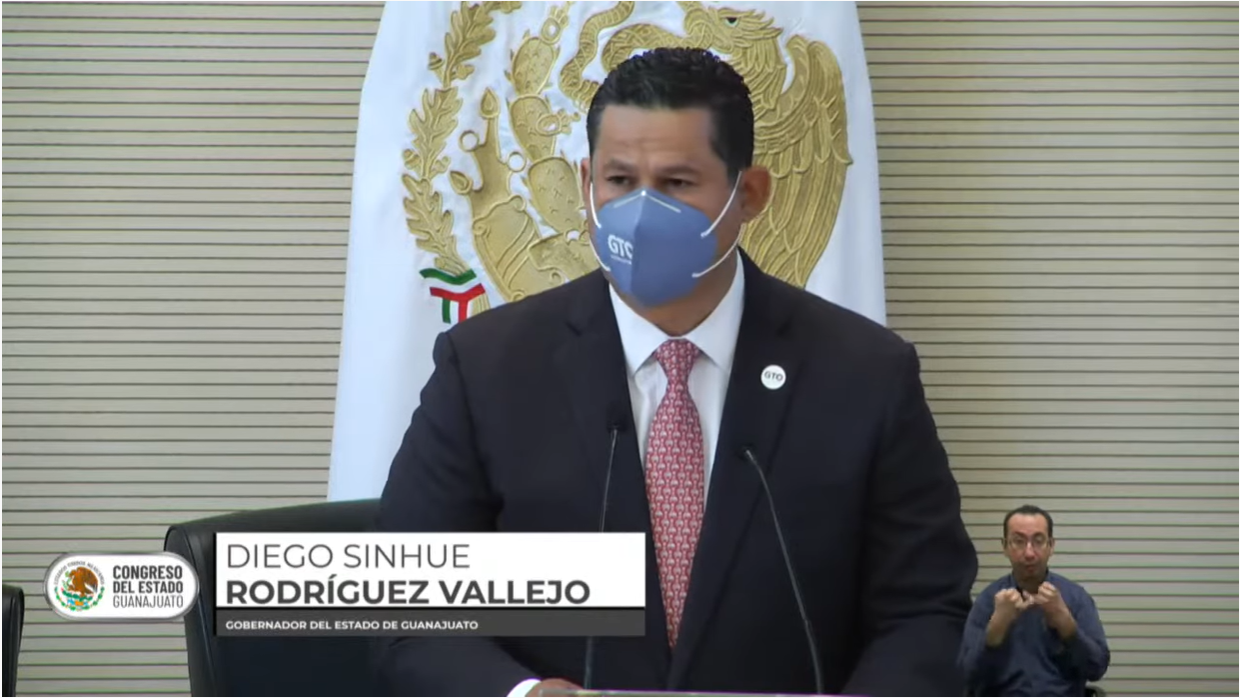 GTO
GTO
CONGRESO
DEL ESTADO
GUANAJUATO
DIEGO SINHUE
RODRÍGUEZ VALLEJO
GOBERNADOR DEL ESTADO DE GUANAJUATO